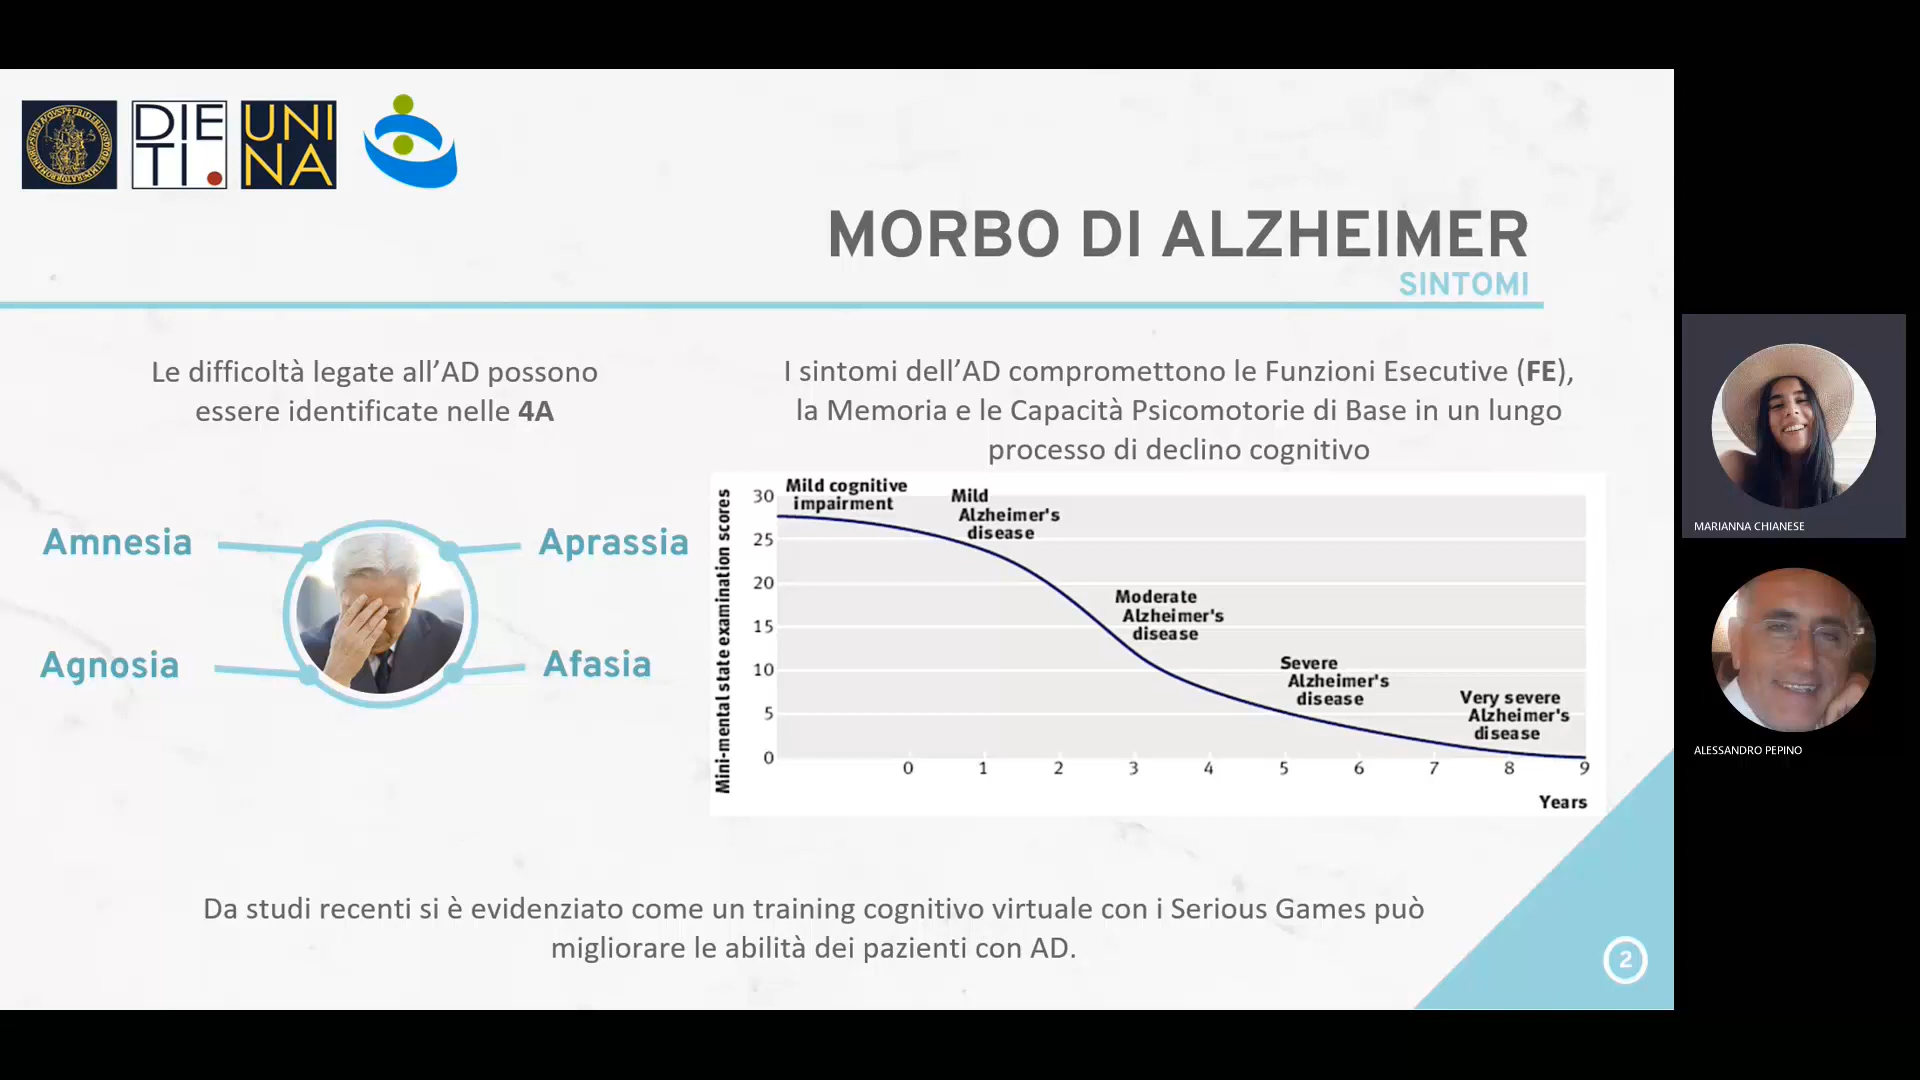 DIE
TI.
UNI
NA
MORBO DI ALZHEIMER
SINTOMI
Le difficoltà legate all’AD possono
essere identificate nelle 4A
Amnesia
Aprassia
Agnosia
Afasia
I sintomi dell’AD compromettono le Funzioni Esecutive (FE),
la Memoria e le Capacità Psicomotorie di Base in un lungo
processo di declino cognitivo
Mini-mental state examination scores
30
25
20
15
10
5
0
Mild cognitive
impairment
Mild
Alzheimer's
disease
Moderate
Alzheimer's
disease
Severe
Alzheimer's
disease
Very severe
Alzheimer's
disease
0 1 2 3 4 5 6 7 8 9
Years
Da studi recenti si è evidenziato come un training cognitivo virtuale con i Serious Games può
migliorare le abilità dei pazienti con AD.
2
MARIANNA CHIANESE
ALESSANDRO PEPINO